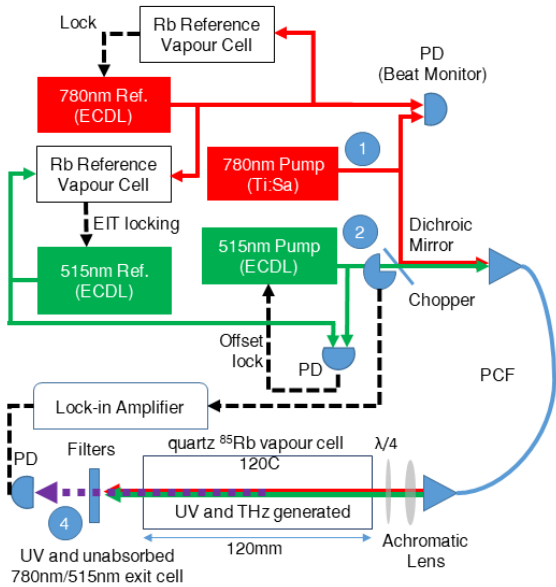 Lock
Rb Reference
Vapour Cell
PD
(Beat Monitor)
780nm Ref.
(ECDL)
Rb Reference
Vapour Cell
1
780nm Pump
(Ti:Sa)
EIT locking
2
Dichroic
Mirror
515nm Ref.
(ECDL)
515nm Pump
(ECDL)
Chopper
Offset
lock
PD
PCF
Lock-in Amplifier
PD
Filters
quartz ⁸⁵Rb vapour cell
120C
λ/4
UV and THz generated
4
120mm
Achromatic
Lens
UV and unabsorbed
780nm/515nm exit cell